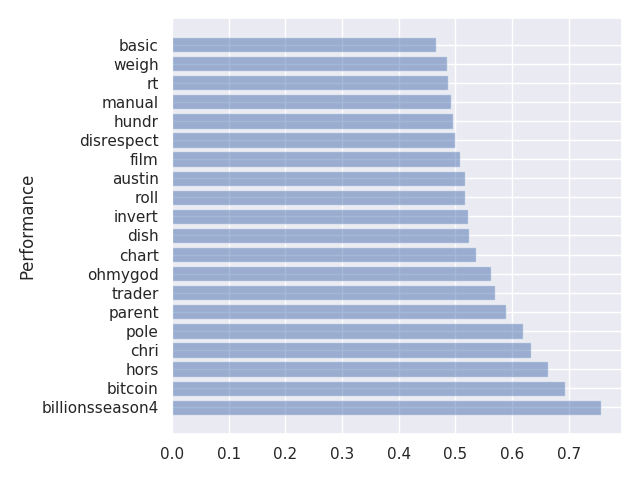 basic
weigh
rt
manual
hundr
disrespect
film
austin
roll
invert
dish
chart
ohmygod
trader
parent
pole
chri
hors
bitcoin
billionsseason4
Performance
0.0 0.1 0.2 0.3 0.4 0.5 0.6 0.7